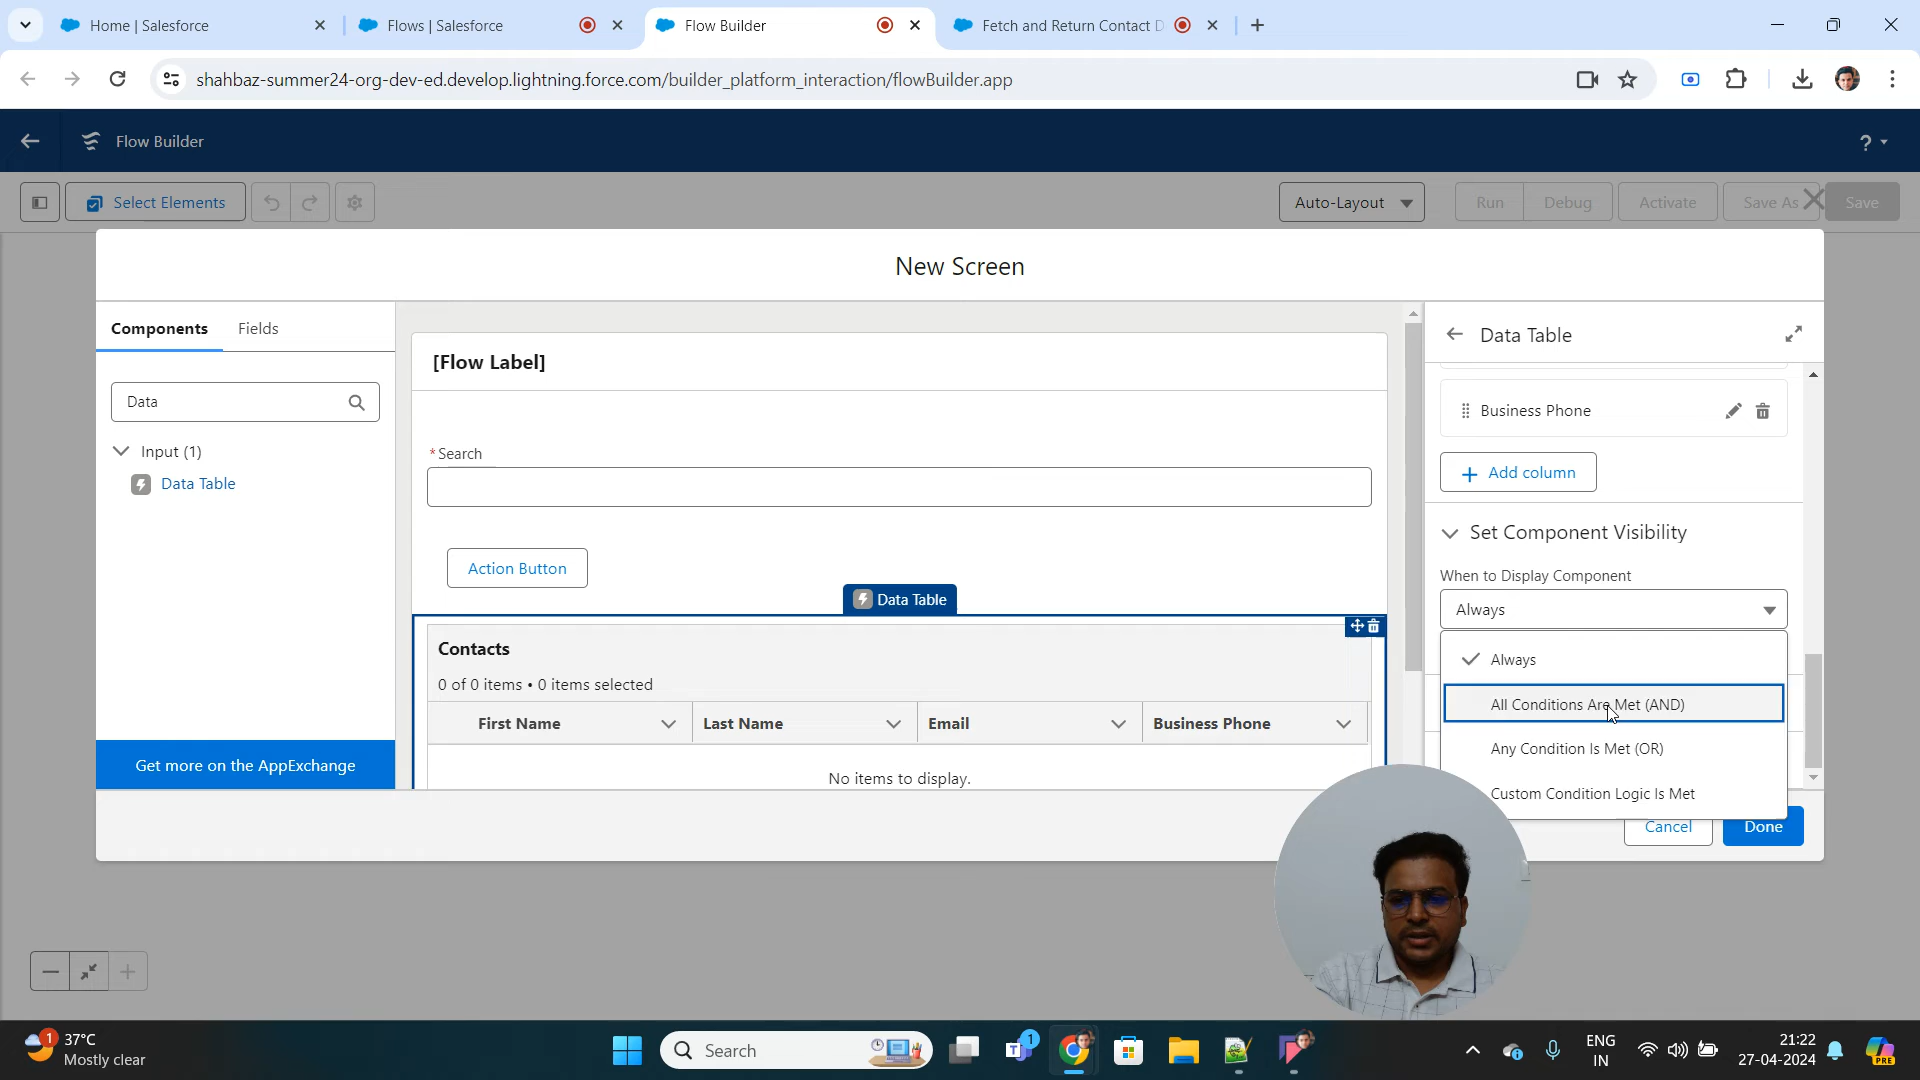 Home | Salesforce
Flows | Salesforce
Flow Builder
Fetch and Return Contact D
shahbaz-summer24-org-dev-ed.develop.lightning.force.com/builder_platform_interaction/flowBuilder.app
Flow Builder
?
Select Elements
Auto-Layout
Run
Debug
Activate
Save As
Save
New Screen
Components
Fields
Data
Input (1)
Data Table
Get more on the AppExchange
[Flow Label]
*Search
Action Button
Data Table
Contacts
0 of 0 items • 0 items selected
First Name
Last Name
Email
Business Phone
No items to display.
Data Table
Business Phone
Add column
Set Component Visibility
When to Display Component
Always
Always
All Conditions Are Met (AND)
Any Condition Is Met (OR)
Custom Condition Logic Is Met
Cancel
Done
1
37°C
Mostly clear
Search
1
ENG
IN
21:22
27-04-2024
PRE